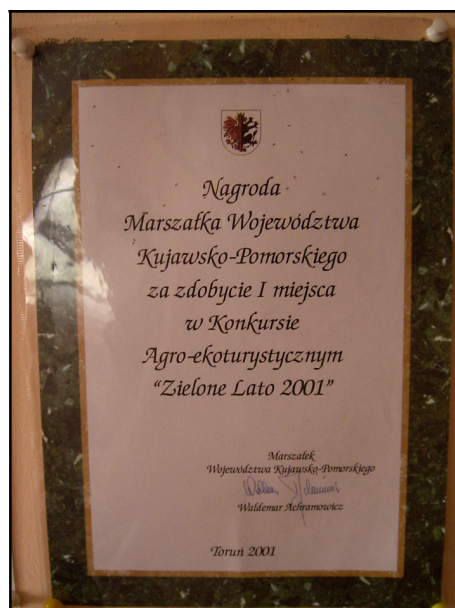 Nagroda
Marszałka Województwa
Kujawsko-Pomorskiego
za zdobycie I miejsca
w Konkursie
Agro-ekoturystycznym
"Zielone Lato 2001"
Marszałek
Województwa Kujawsko-Pomorskiego
Waldemar Achramowicz
Toruń 2001